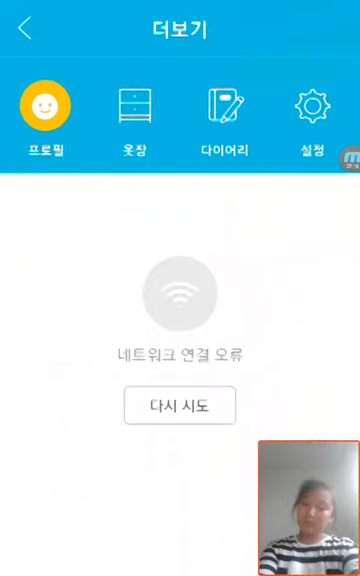 더보기
프로필
옷장
다이어리
설정
네트워크 연결 오류
다시 시도